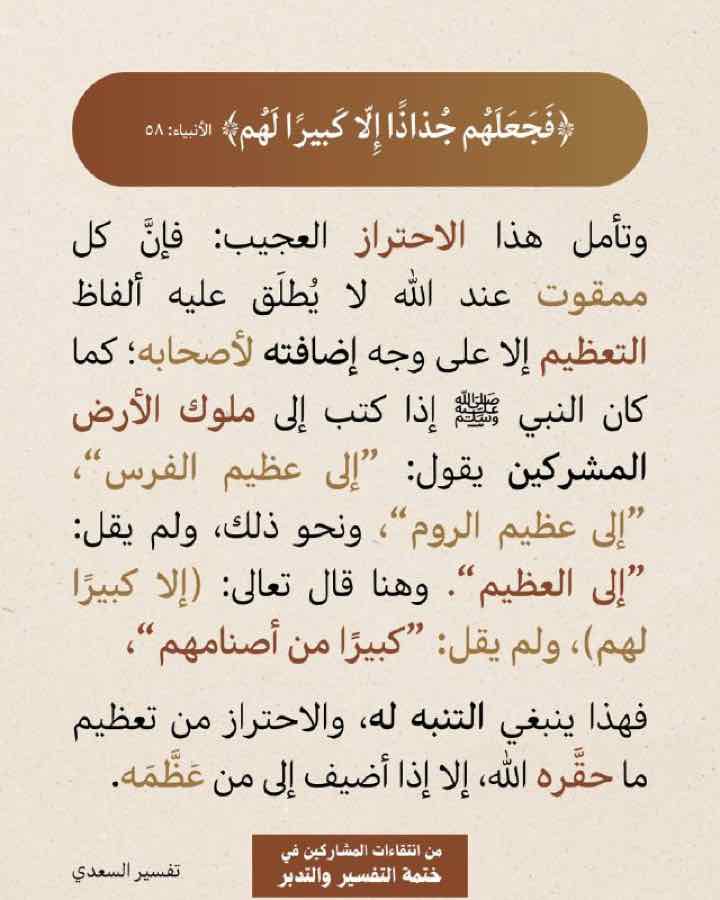 ﴿فَجَعَلَهُم جُذاذًا إِلّا كَبيرًا لَهُم﴾ الأنبياء: ٥٨
وتأمل هذا الاحتراز العجيب: فإنَّ كل
ممقوت عند الله لا يُطلَق عليه ألفاظ
التعظيم إلا على وجه إضافته لأصحابه؛ كما
كان النبي ﷺ إذا كتب إلى ملوك الأرض
المشركين يقول: ”إلى عظيم الفرس“،
”إلى عظيم الروم“، ونحو ذلك، ولم يقل:
”إلى العظيم“. وهنا قال تعالى: (إلا كبيرًا
لهم)، ولم يقل: ”كبيرًا من أصنامهم“،
فهذا ينبغي التنبه له، والاحتراز من تعظيم
ما حقَّره الله، إلا إذا أضيف إلى من عَظَّمَه.
من انتقاءات المشاركين في
ختمة التفسير والتدبر
تفسير السعدي